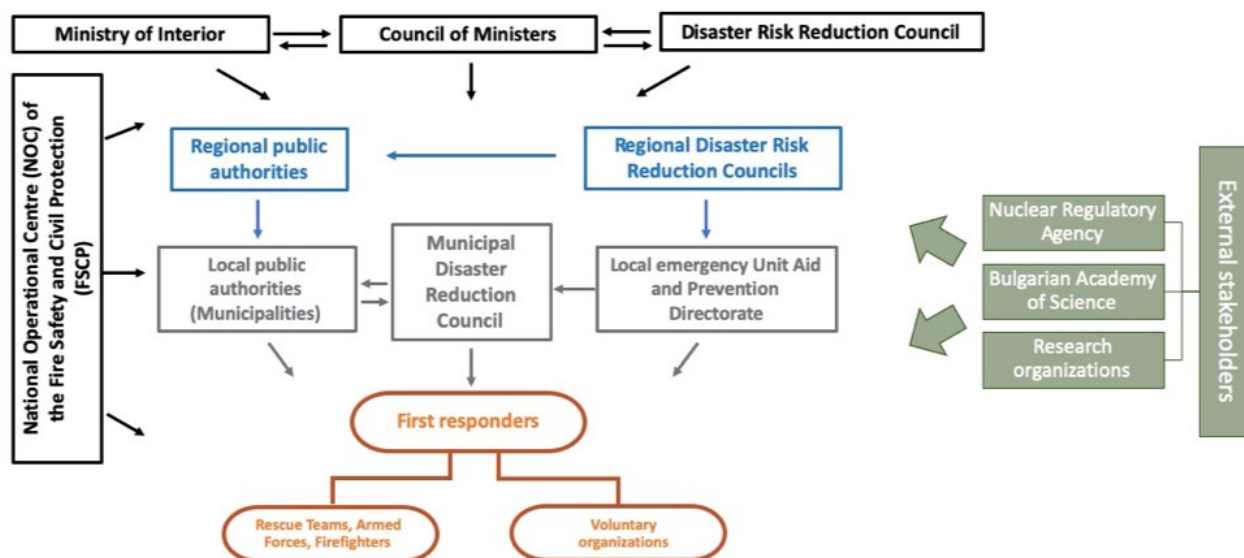 Ministry of Interior
Council of Ministers
Disaster Risk Reduction Council
National Operational Centre (NOC) of
the Fire Safety and Civil Protection
(FSCP)
Regional public
authorities
Regional Disaster Risk
Reduction Councils
Local public
authorities
(Municipalities)
Municipal
Disaster
Reduction
Council
Local emergency Unit Aid
and Prevention
Directorate
First responders
Rescue Teams, Armed
Forces, Firefighters
Voluntary
organizations
Nuclear Regulatory
Agency
Bulgarian Academy
of Science
Research
organizations
External stakeholders